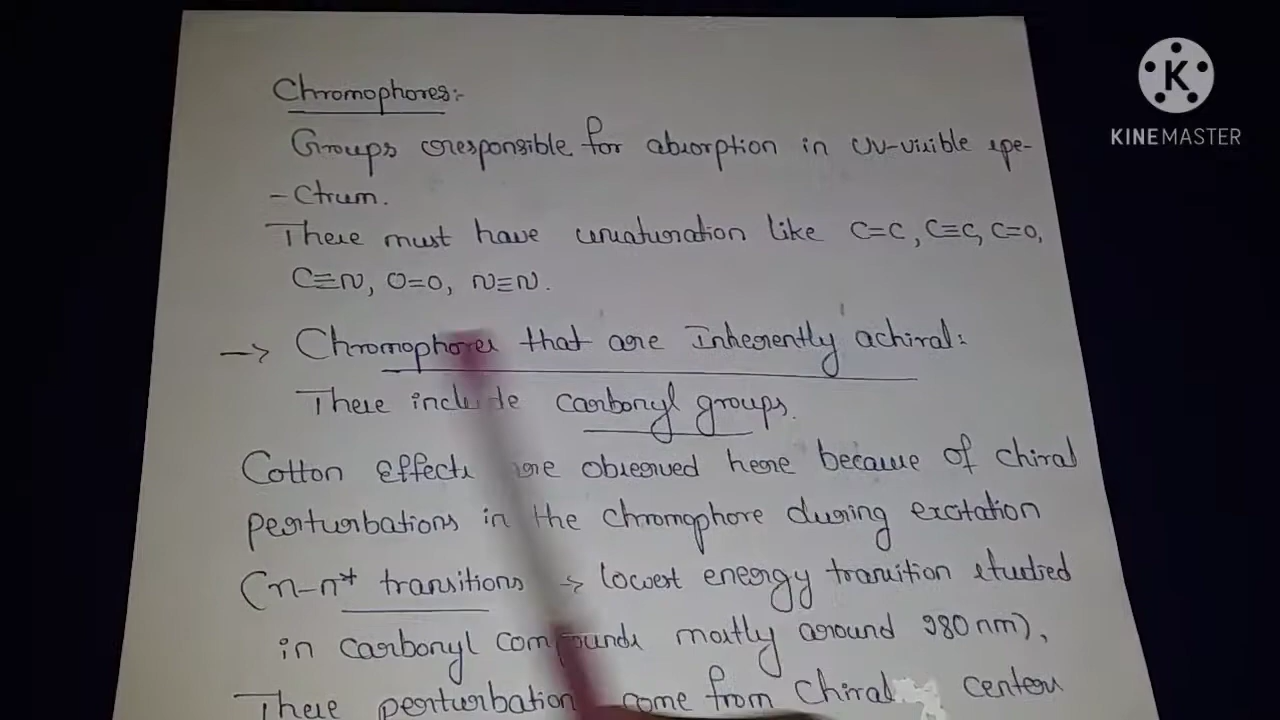 Chromophores:-
Groups responsible for absorption in UV-visible spe-
-ctrum.
These must have unsaturation like C=C, C≡C, C=O,
C≡N, O=O, N≡N.
→ Chromophores that are Inherently achiral:
These include carbonyl groups.
Cotton effects are observed here because of chiral
perturbations in the chromophore during excitation
(n-π* transitions → lowest energy transition studied
in carbonyl compounds mostly around 280 nm),
These perturbation come from chiral centers
K
KINEMASTER